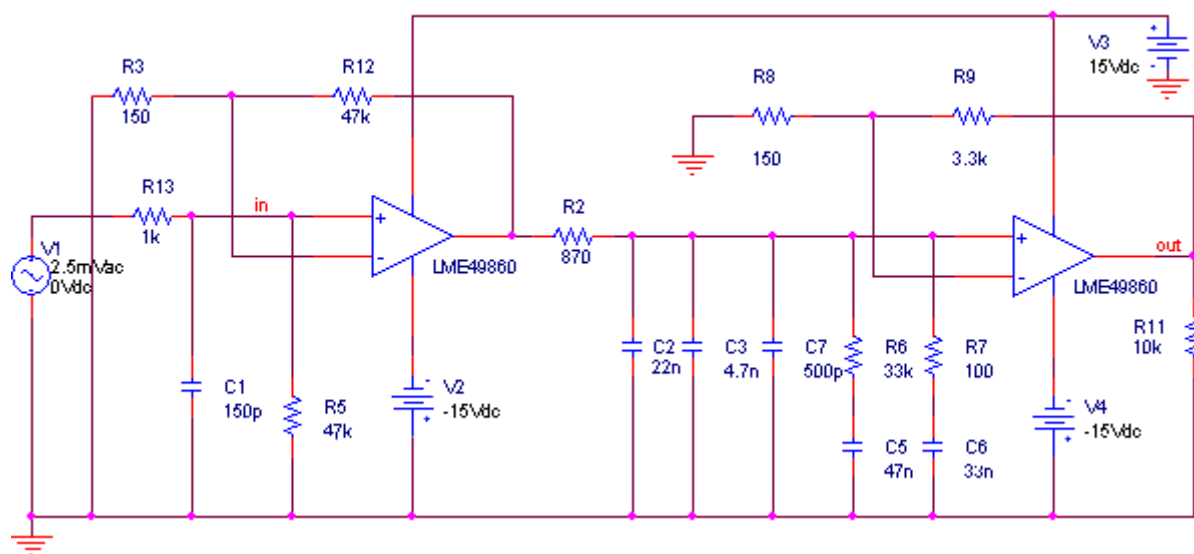 V3
15Vdc
R3
150
R12
47k
R8
150
R9
3.3k
R13
1k
in
V1
2.5mVac
0Vdc
+
-
LME49860
R2
870
+
-
LME49860
out
C1
150p
R5
47k
V2
-15Vdc
C2
22n
C3
4.7n
C7
500p
R6
33k
R7
100
C5
47n
C6
33n
V4
-15Vdc
R11
10k